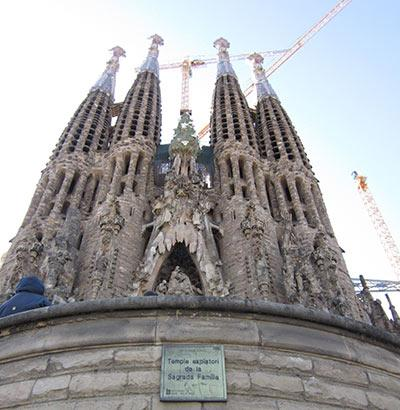 Temple expiatori
de la
Sagrada Família